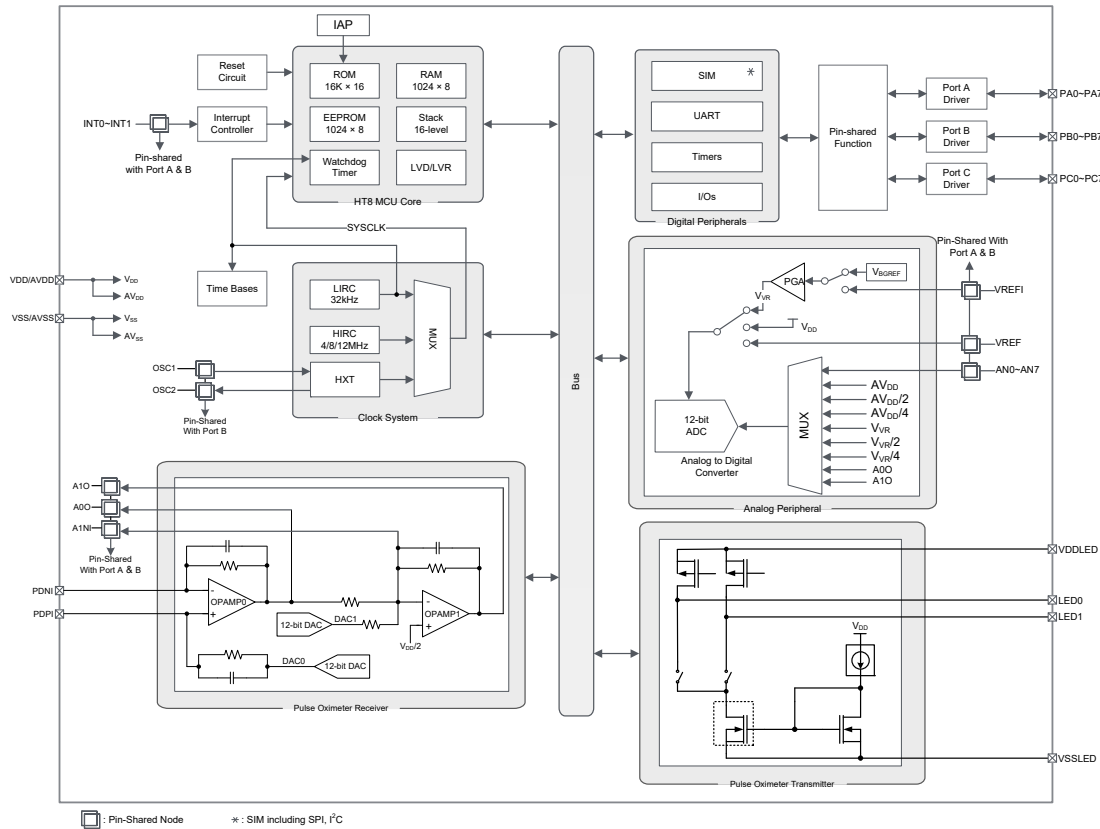 IAP
Reset
Circuit
ROM
16K × 16
RAM
1024 × 8
INT0~INT1
Interrupt
Controller
EEPROM
1024 × 8
Stack
16-level
Pin-shared
with Port A & B
Watchdog
Timer
LVD/LVR
HT8 MCU Core
SYSCLK
Time Bases
VDD/AVDD
VDD
AVDD
VSS/AVSS
VSS
AVSS
LIRC
32kHz
HIRC
4/8/12MHz
HXT
MUX
Clock System
OSC1
OSC2
Pin-Shared
With Port B
Bus
SIM
*
UART
Timers
I/Os
Digital Peripherals
Pin-shared
Function
Port A
Driver
Port B
Driver
Port C
Driver
PA0~PA7
PB0~PB7
PC0~PC7
Pin-Shared With
Port A & B
VBGREF
PGA
VVR
VDD
VREFI
VREF
AN0~AN7
12-bit
ADC
Analog to Digital
Converter
MUX
AVDD
AVDD/2
AVDD/4
VVR
VVR/2
VVR/4
A0O
A1O
Analog Peripheral
A1O
A0O
A1NI
Pin-Shared
With Port A & B
PDNI
PDPI
-
OPAMP0
+
12-bit DAC
DAC1
-
OPAMP1
+
VDD/2
DAC0
12-bit DAC
Pulse Oximeter Receiver
VDDLED
LED0
LED1
VDD
VSSLED
Pulse Oximeter Transmitter
: Pin-Shared Node
* : SIM including SPI, I²C